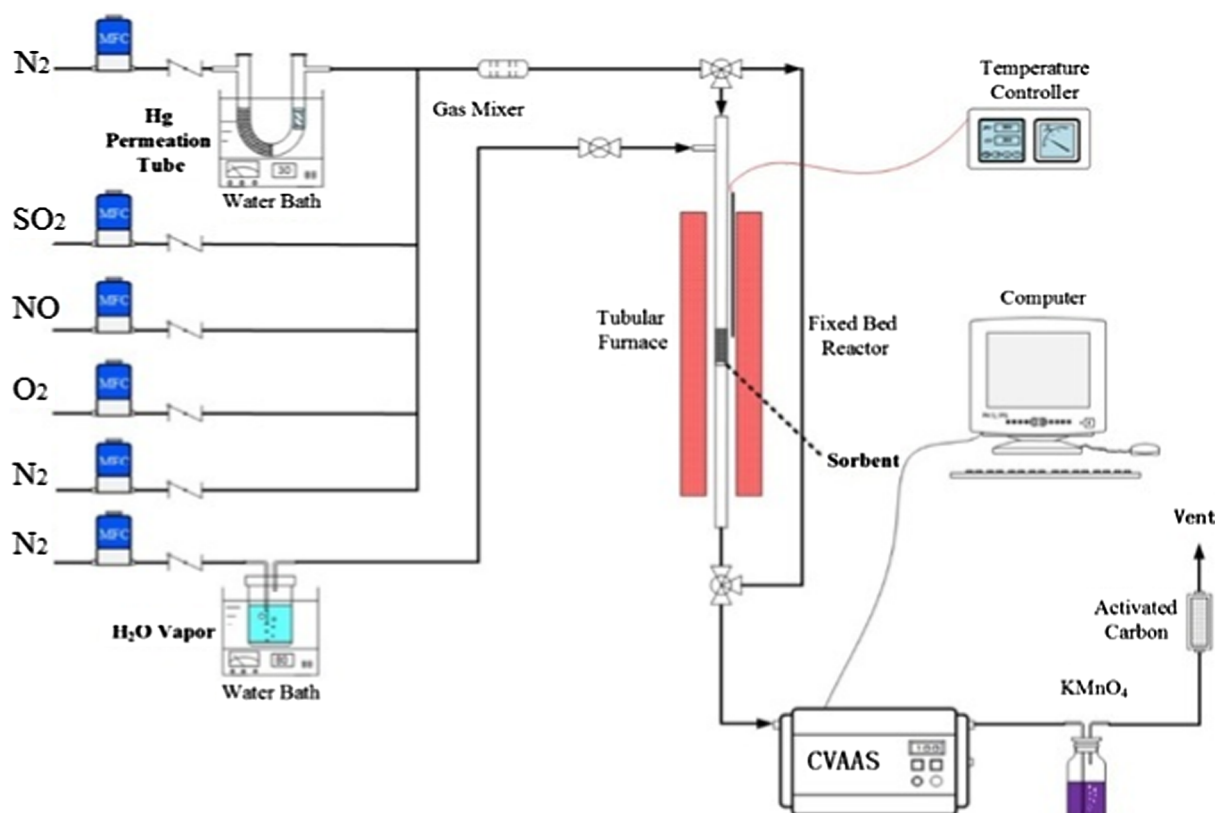 N2
MFC
Hg
Permeation
Tube
30
Water Bath
Gas Mixer
Temperature
Controller
SO2
MFC
NO
MFC
O2
MFC
N2
MFC
N2
MFC
H₂O Vapor
80
Water Bath
Tubular
Furnace
Fixed Bed
Reactor
Sorbent
Computer
PHILIPS
Vent
Activated
Carbon
KMnO₄
CVAAS
100